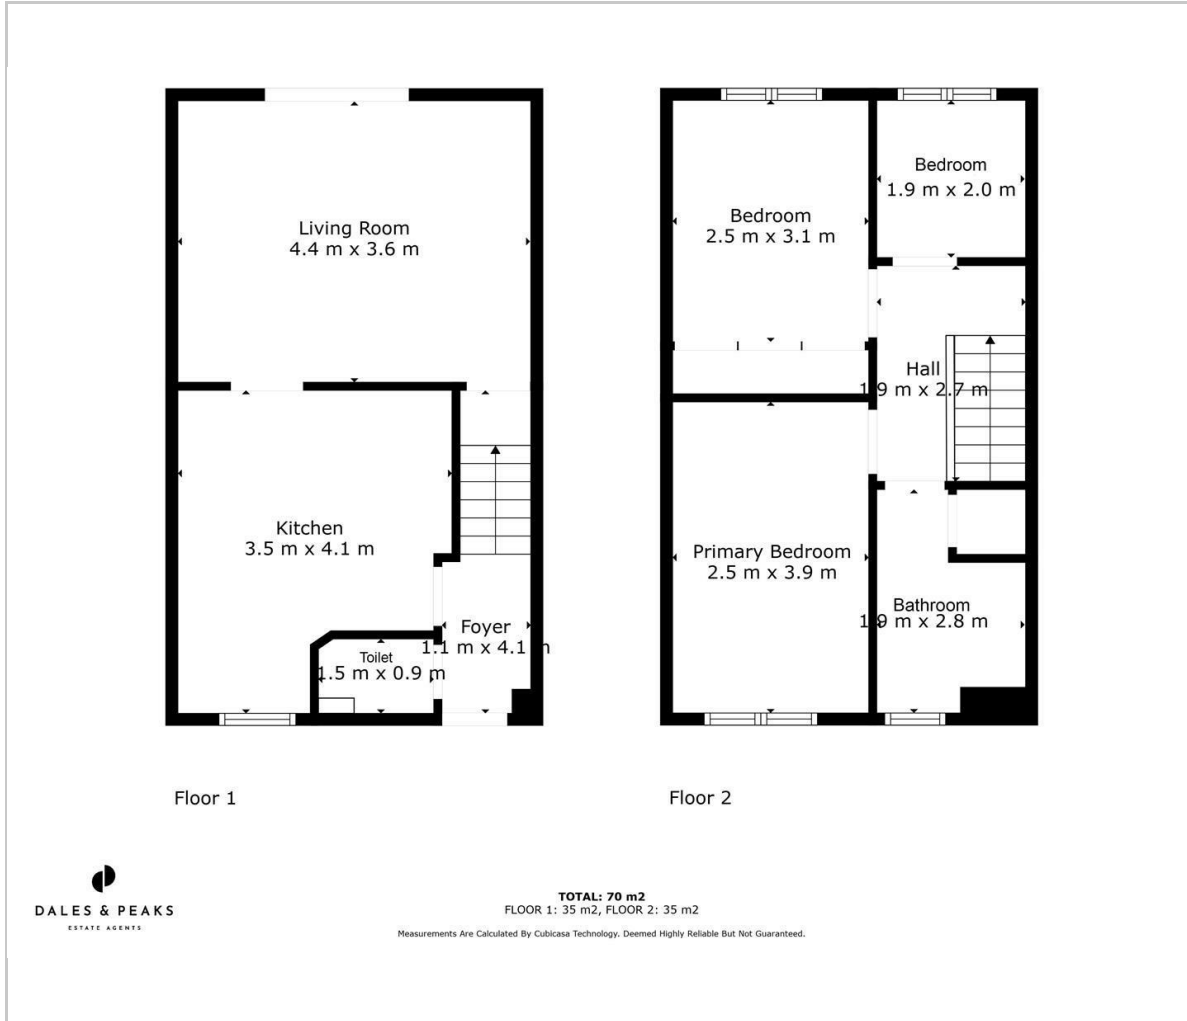 Living Room
4.4 m x 3.6 m
Kitchen
3.5 m x 4.1 m
Toilet
1.5 m x 0.9 m
Foyer
1.1 m x 4.1 m
Bedroom
2.5 m x 3.1 m
Bedroom
1.9 m x 2.0 m
Hall
1.9 m x 2.7 m
Primary Bedroom
2.5 m x 3.9 m
Bathroom
1.9 m x 2.8 m
Floor 1
Floor 2
DALES & PEAKS
ESTATE AGENTS
TOTAL: 70 m2
FLOOR 1: 35 m2, FLOOR 2: 35 m2
Measurements Are Calculated By Cubicasa Technology. Deemed Highly Reliable But Not Guaranteed.